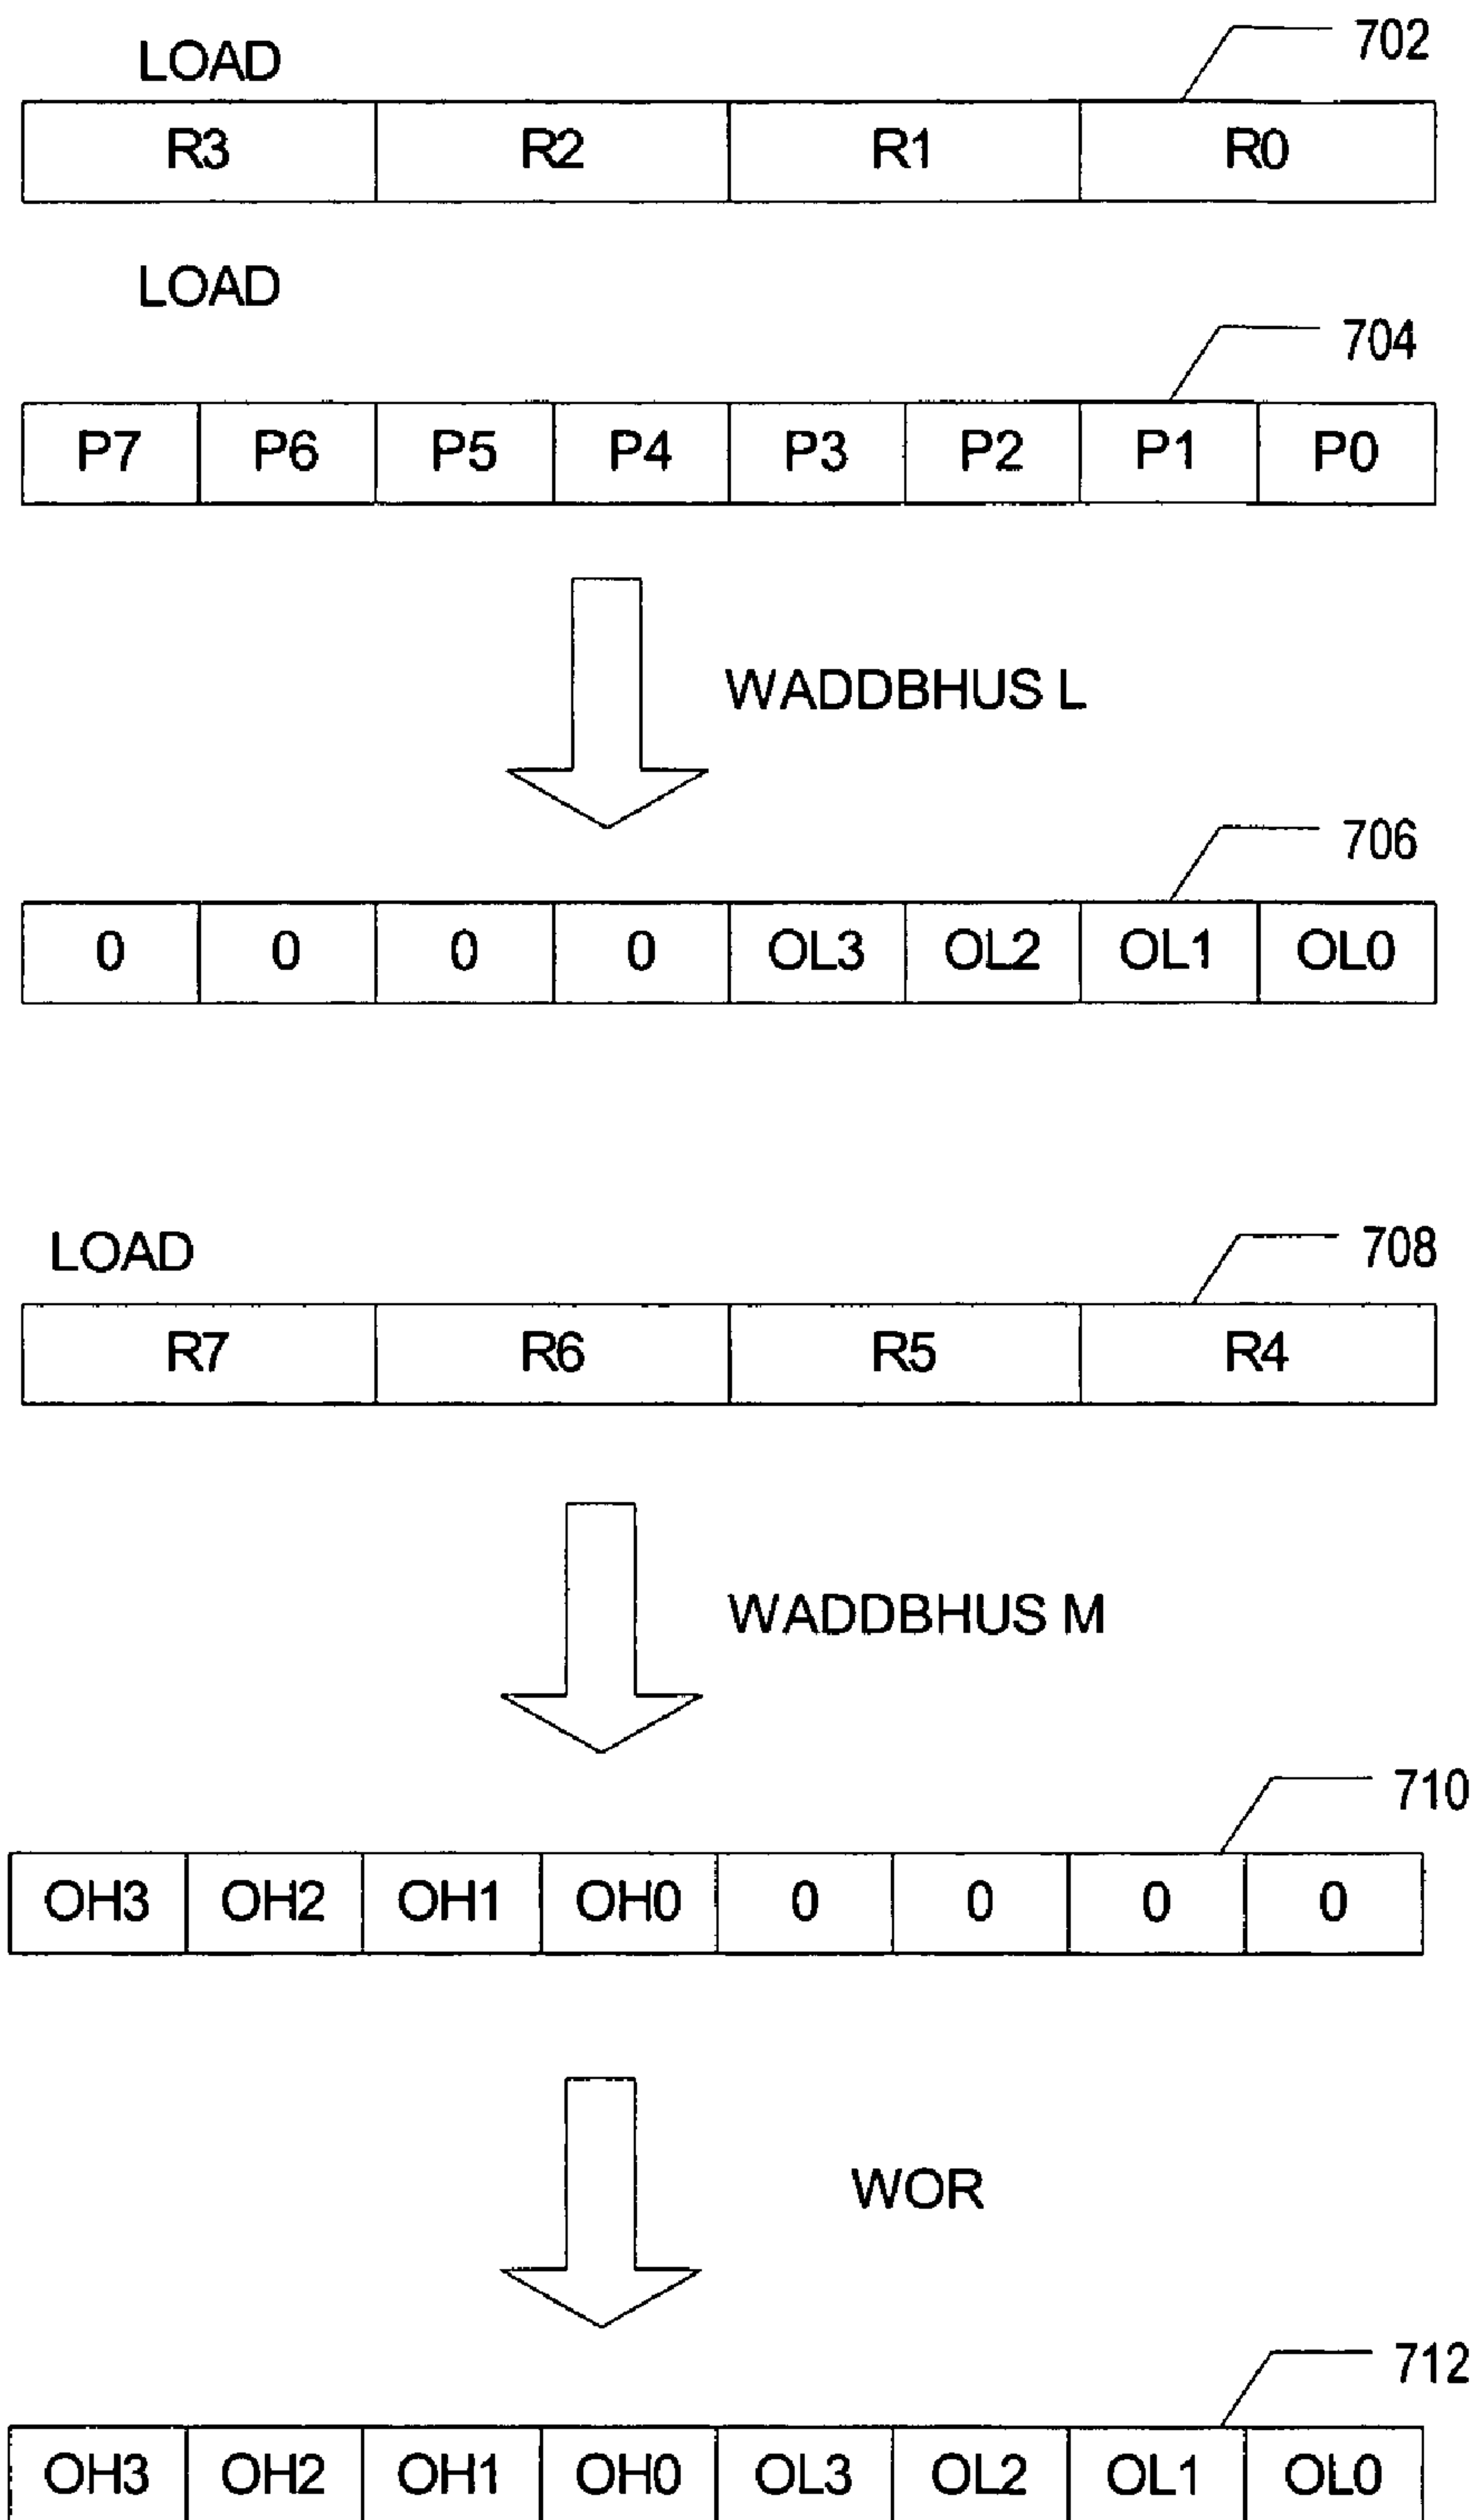 702
LOAD
R3 R2 R1 R0
LOAD
704
P7 P6 P5 P4 P3 P2 P1 P0
WADDBHUS L
706
0 0 0 0 OL3 OL2 OL1 OL0
LOAD
708
R7 R6 R5 R4
WADDBHUS M
710
OH3 OH2 OH1 OH0 0 0 0 0
WOR
712
OH3 OH2 OH1 OH0 OL3 OL2 OL1 OL0